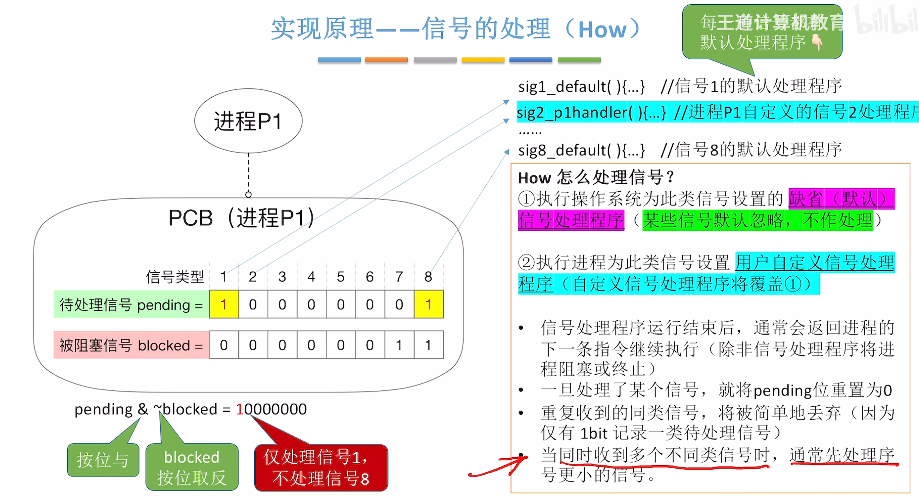 实现原理——信号的处理（How）
王道计算机教育
bilibili
默认处理程序👇
sig1_default( ){...} //信号1的默认处理程序
sig2_p1handler( ){...} //进程P1自定义的信号2处理程序
......
sig8_default( ){...} //信号8的默认处理程序
进程P1
PCB（进程P1）
信号类型 1 2 3 4 5 6 7 8
待处理信号 pending = 1 0 0 0 0 0 0 1
被阻塞信号 blocked = 0 0 0 0 0 0 1 1
pending & ~blocked = 10000000
按位与
blocked
按位取反
仅处理信号1，
不处理信号8
How 怎么处理信号？
①执行操作系统为此类信号设置的 缺省（默认）
信号处理程序（某些信号默认忽略，不作处理）
②执行进程为此类信号设置 用户自定义信号处理
程序（自定义信号处理程序将覆盖①）
• 信号处理程序运行结束后，通常会返回进程的
下一条指令继续执行（除非信号处理程序将进
程阻塞或终止）
• 一旦处理了某个信号，就将pending位重置为0
• 重复收到的同类信号，将被简单地丢弃（因为
仅有 1bit 记录一类待处理信号）
• 当同时收到多个不同类信号时，通常先处理序
号更小的信号。